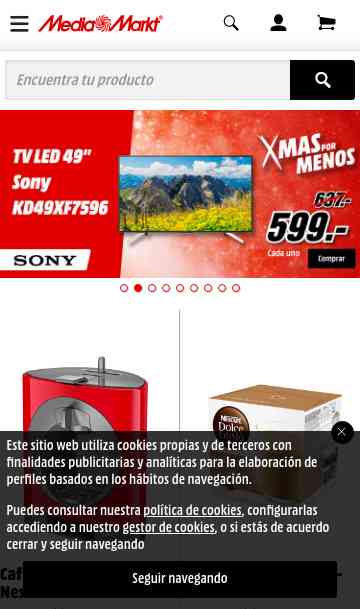 MediaMarkt
Encuentra tu producto
TV LED 49"
Sony
KD49XF7596
XMAS POR
MENOS
637.-
599.-
Cada uno
Comprar
SONY
NESCAFÉ
Dolce
Este sitio web utiliza cookies propias y de terceros con
finalidades publicitarias y analíticas para la elaboración de
perfiles basados en los hábitos de navegación.
Puedes consultar nuestra política de cookies, configurarlas
accediendo a nuestro gestor de cookies, o si estás de acuerdo
cerrar y seguir navegando
Seguir navegando